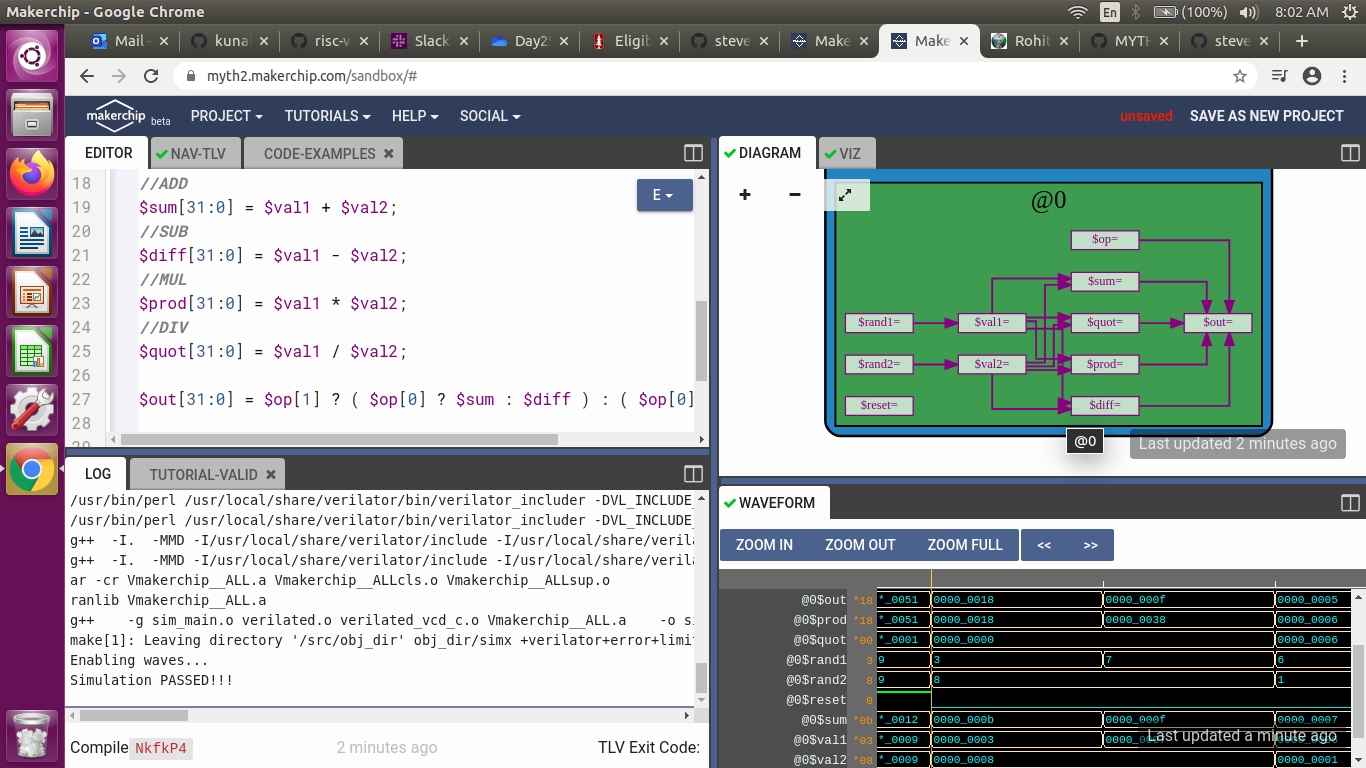 Makerchip - Google Chrome
En
(100%)
8:02 AM
Mail -
kuna
risc-v
Slack
Day2
Eligib
steve
Make
Make
Rohit
MYTH
steve
myth2.makerchip.com/sandbox/#
makerchip beta
PROJECT
TUTORIALS
HELP
SOCIAL
unsaved
SAVE AS NEW PROJECT
EDITOR
NAV-TLV
CODE-EXAMPLES
E
18 //ADD
19 $sum[31:0] = $val1 + $val2;
20 //SUB
21 $diff[31:0] = $val1 - $val2;
22 //MUL
23 $prod[31:0] = $val1 * $val2;
24 //DIV
25 $quot[31:0] = $val1 / $val2;
26
27 $out[31:0] = $op[1] ? ( $op[0] ? $sum : $diff ) : ( $op[0]
28
LOG
TUTORIAL-VALID
/usr/bin/perl /usr/local/share/verilator/bin/verilator_includer -DVL_INCLUDE_
/usr/bin/perl /usr/local/share/verilator/bin/verilator_includer -DVL_INCLUDE_
g++ -I. -MMD -I/usr/local/share/verilator/include -I/usr/local/share/verila
g++ -I. -MMD -I/usr/local/share/verilator/include -I/usr/local/share/verila
ar -cr Vmakerchip__ALL.a Vmakerchip__ALLcls.o Vmakerchip__ALLsup.o
ranlib Vmakerchip__ALL.a
g++ sim_main.o verilated.o verilated_vcd_c.o Vmakerchip__ALL.a -o si
make[1]: Leaving directory '/src/obj_dir' obj_dir/simx +verilator+error+limit
Enabling waves...
Simulation PASSED!!!
Compile NkfkP4
2 minutes ago
TLV Exit Code:
DIAGRAM
VIZ
@0
$op=
$sum=
$rand1=
$val1=
$quot=
$out=
$rand2=
$val2=
$prod=
$reset=
$diff=
@0
Last updated 2 minutes ago
WAVEFORM
ZOOM IN
ZOOM OUT
ZOOM FULL
<<
>>
@0$out *18 *_0051 0000_0018 0000_000f 0000_0005
@0$prod *18 *_0051 0000_0018 0000_0038 0000_0006
@0$quot *00 *_0001 0000_0000 0000_0006
@0$rand1 3 9 3 7 6
@0$rand2 8 9 8 1
@0$reset 0
@0$sum *0b *_0012 0000_000b 0000_000f 0000_0007
@0$val1 *03 *_0009 0000_0003
@0$val2 *08 *_0009 0000_0008 0000_0001
Last updated a minute ago